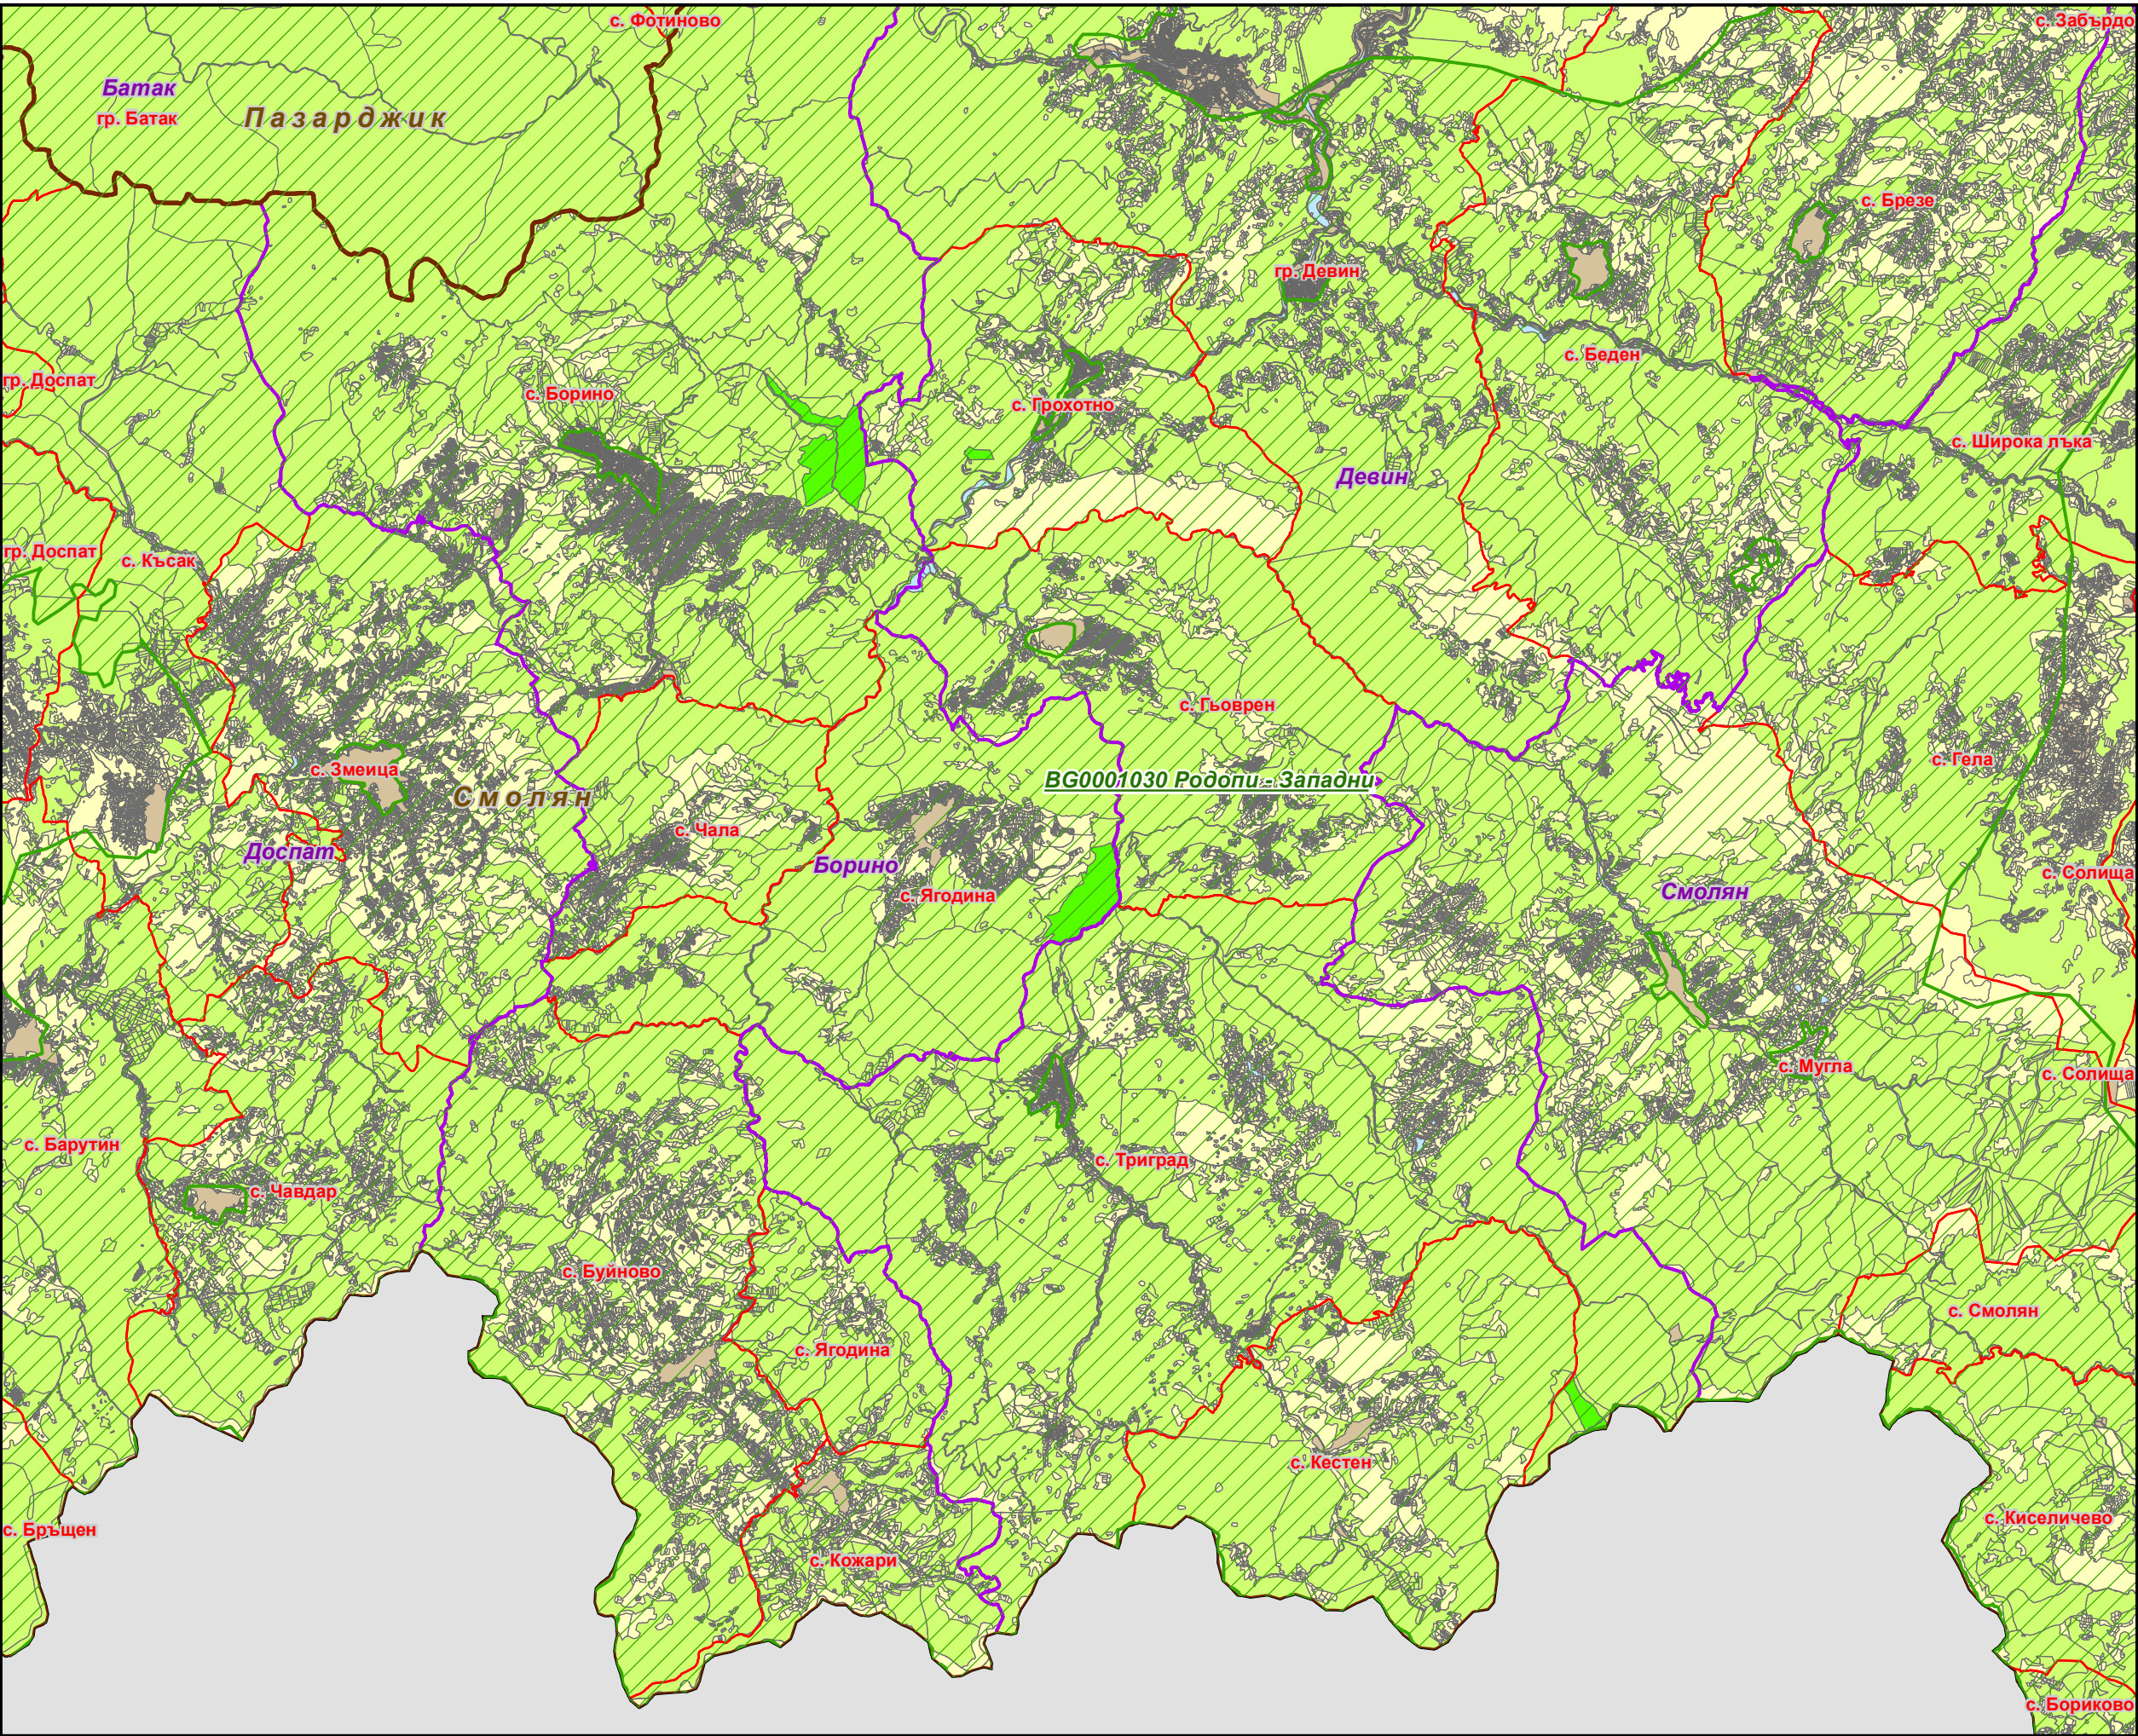 с. Фотиново
с. Забърдо
Батак
гр. Батак
Пазарджик
с. Брезе
гр. Девин
с. Беден
гр. Доспат
с. Борино
с. Грохотно
с. Широка лъка
Девин
гр. Доспат
с. Късак
с. Гьоврен
с. Гела
с. Змеица
BG0001030 Родопи - Западни
Смолян
с. Чала
Доспат
Борино
с. Солища
Смолян
с. Ягодина
с. Мугла
с. Солища
с. Барутин
с. Триград
с. Чавдар
с. Буйново
с. Смолян
с. Ягодина
с. Кестен
с. Киселичево
с. Бръщен
с. Кожари
с. Бориково